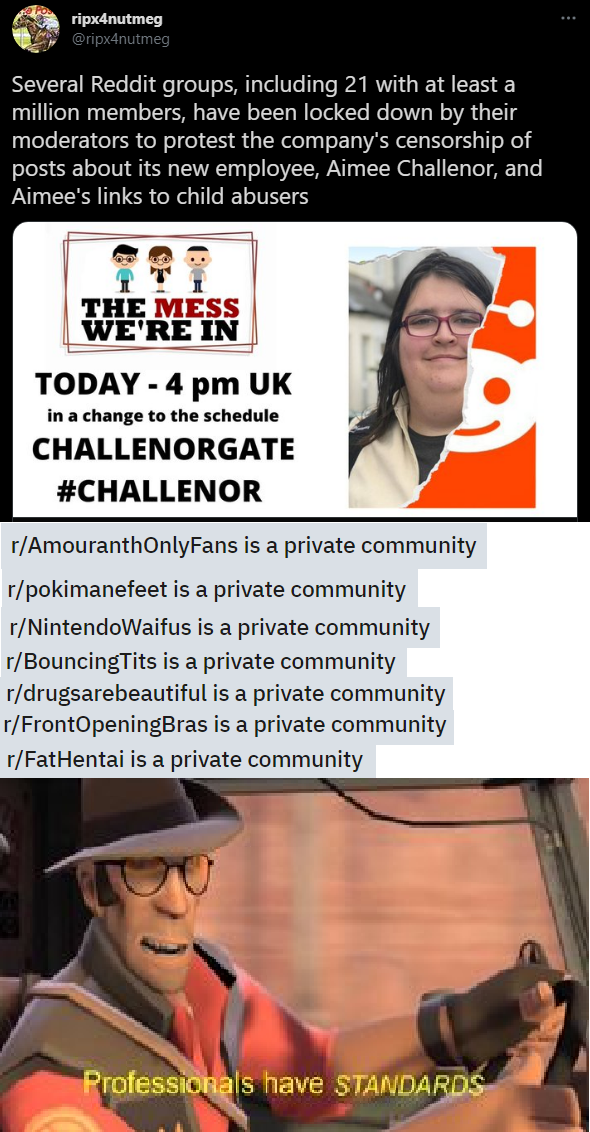 ripx4nutmeg
@ripx4nutmeg
Several Reddit groups, including 21 with at least a
million members, have been locked down by their
moderators to protest the company's censorship of
posts about its new employee, Aimee Challenor, and
Aimee's links to child abusers
THE MESS
WE'RE IN
TODAY - 4 pm UK
in a change to the schedule
CHALLENORGATE
#CHALLENOR
r/AmouranthOnlyFans is a private community
r/pokimanefeet is a private community
r/NintendoWaifus is a private community
r/BouncingTits is a private community
r/drugsarebeautiful is a private community
r/FrontOpeningBras is a private community
r/FatHentai is a private community
Professionals have STANDARDS